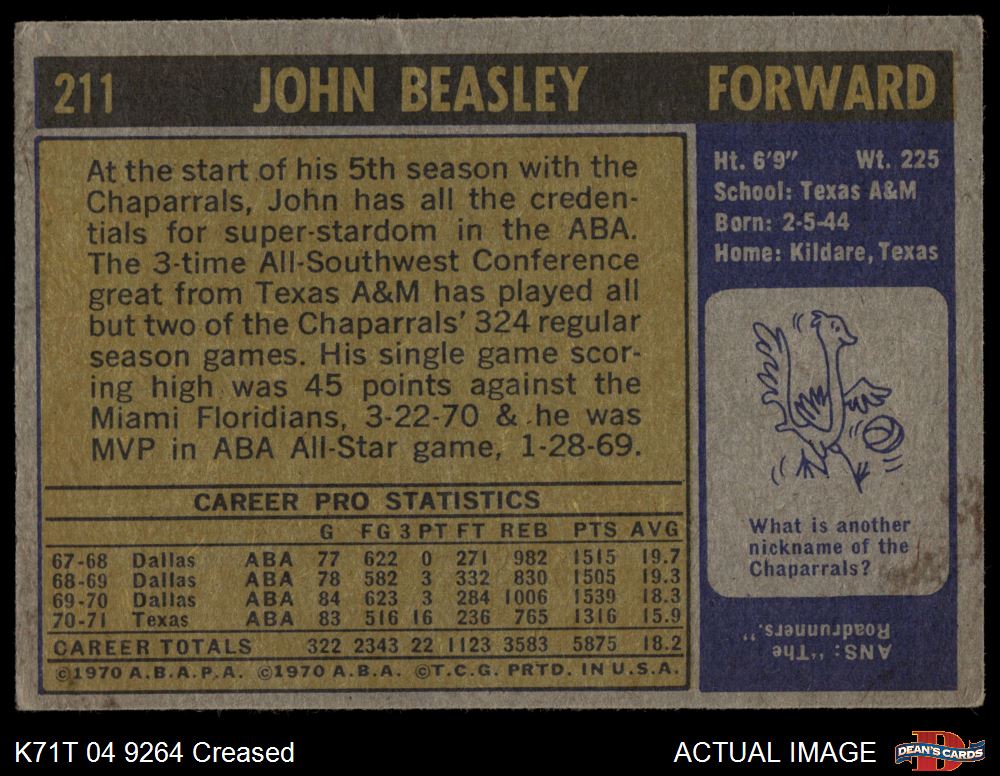 211 JOHN BEASLEY FORWARD
At the start of his 5th season with the
Chaparrals, John has all the creden-
tials for super-stardom in the ABA.
The 3-time All-Southwest Conference
great from Texas A&M has played all
but two of the Chaparrals' 324 regular
season games. His single game scor-
ing high was 45 points against the
Miami Floridians, 3-22-70 & he was
MVP in ABA All-Star game, 1-28-69.
Ht. 6'9" Wt. 225
School: Texas A&M
Born: 2-5-44
Home: Kildare, Texas
What is another
nickname of the
Chaparrals?
ANS: "The
Roadrunners."
CAREER PRO STATISTICS
G FG 3 PT FT REB PTS AVG
67-68 Dallas ABA 77 622 0 271 982 1515 19.7
68-69 Dallas ABA 78 582 3 332 830 1505 19.3
69-70 Dallas ABA 84 623 3 284 1006 1539 18.3
70-71 Texas ABA 83 516 16 236 765 1316 15.9
CAREER TOTALS 322 2343 22 1123 3583 5875 18.2
©1970 A.B.A.P.A. ©1970 A.B.A. ©T.C.G. PRTD. IN U.S.A.
K71T 04 9264 Creased
ACTUAL IMAGE
D
DEAN'S CARDS